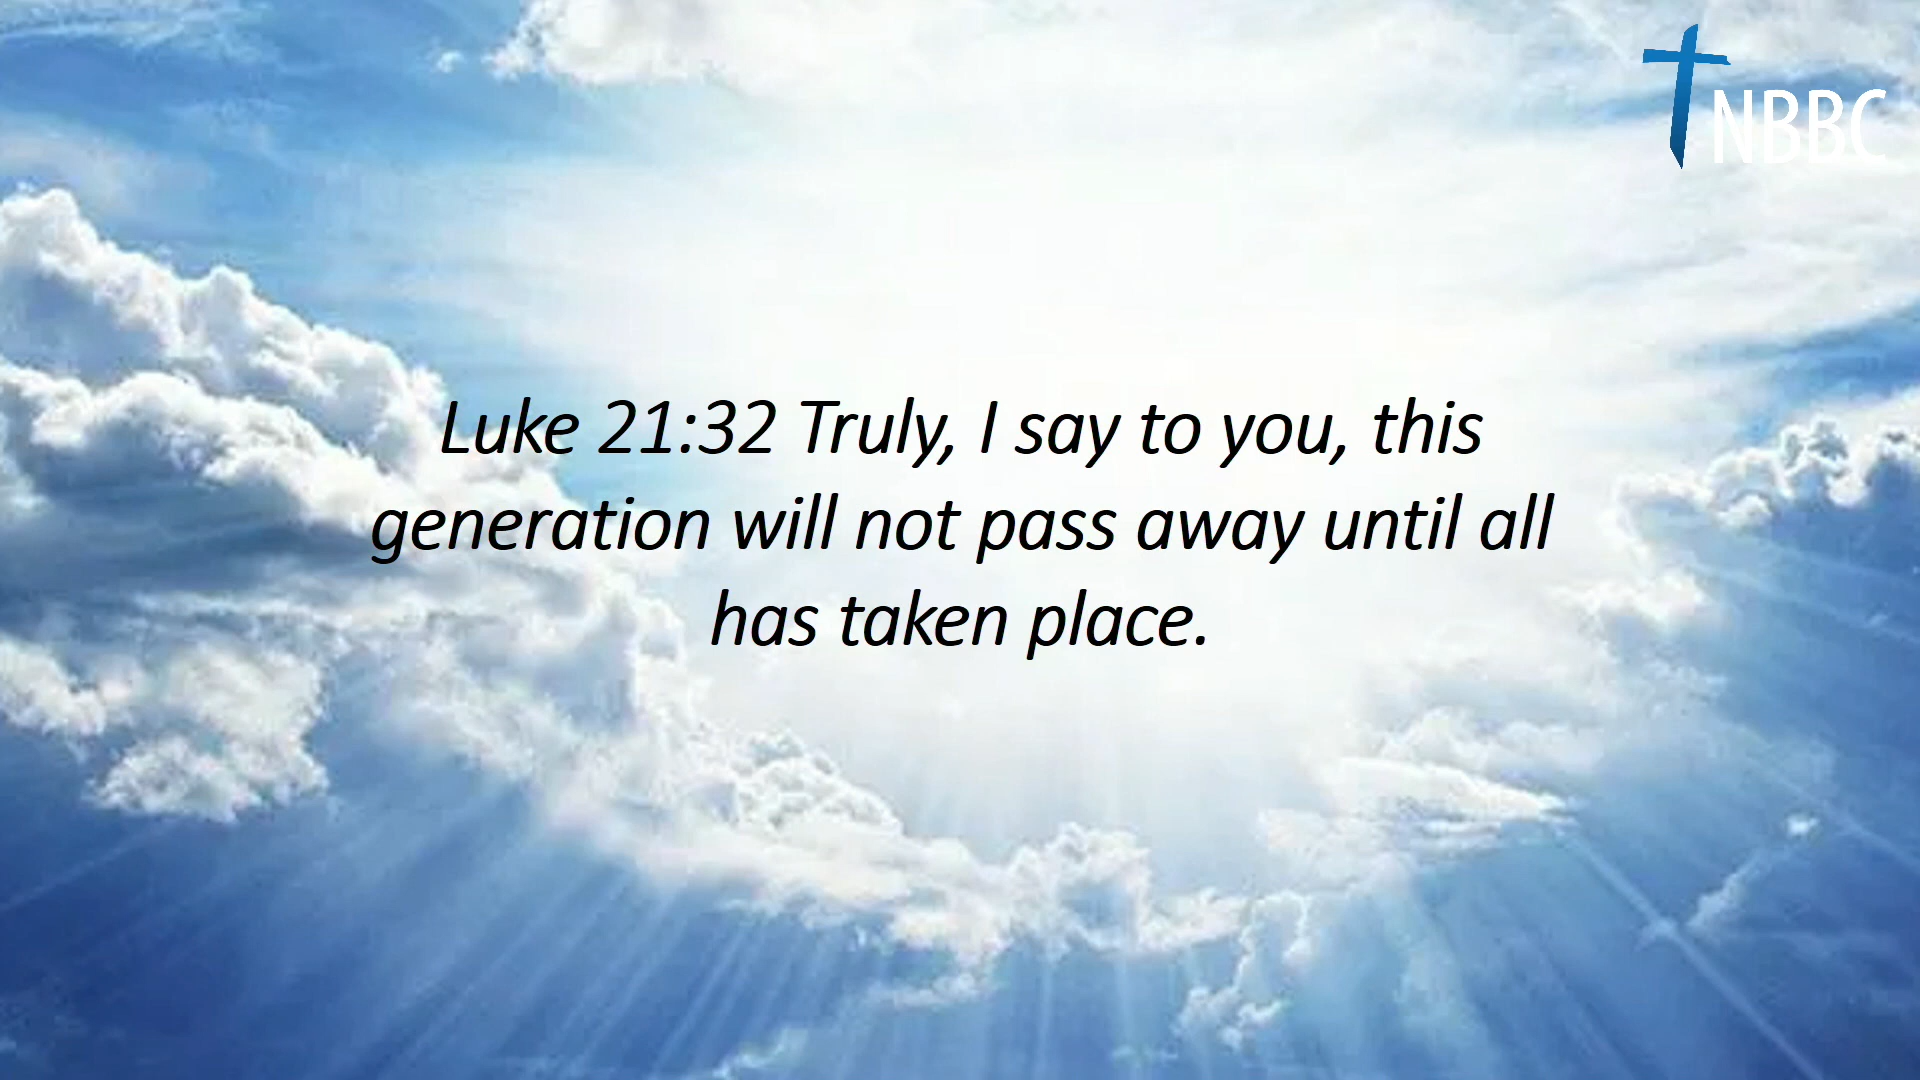 NBBC
Luke 21:32 Truly, I say to you, this
generation will not pass away until all
has taken place.